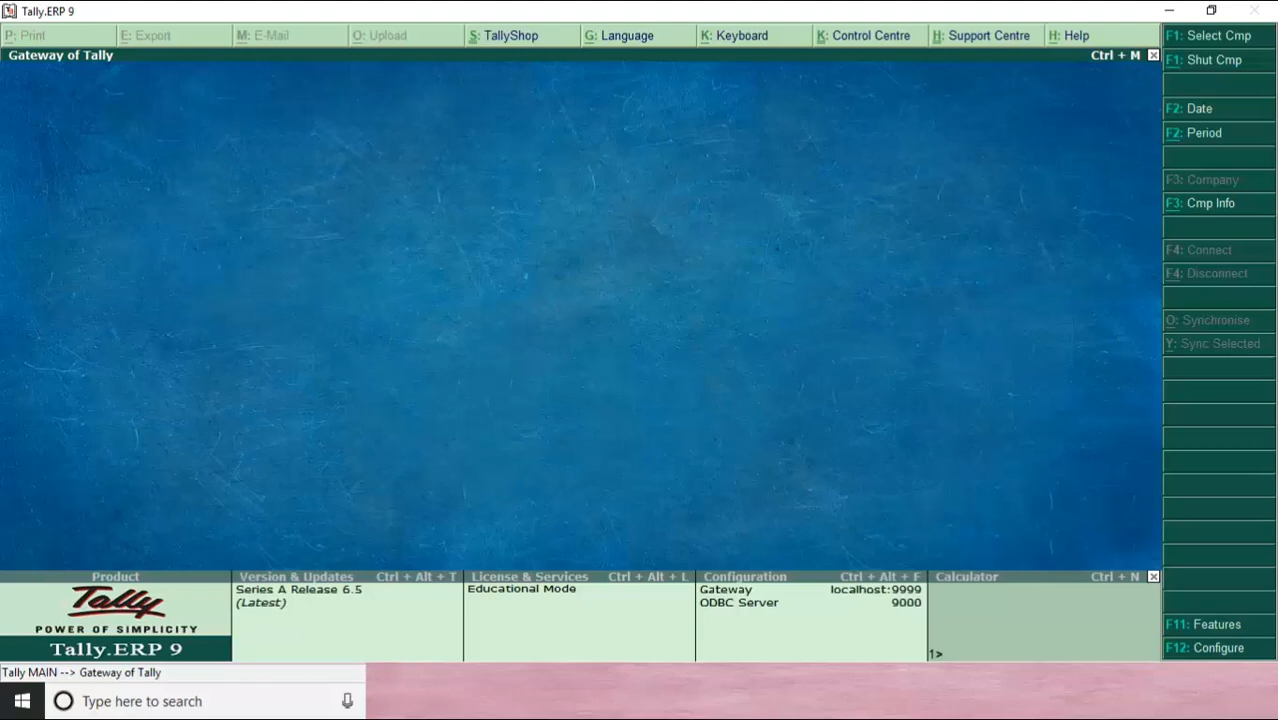 Tally.ERP 9
P: Print E: Export M: E-Mail O: Upload S: TallyShop G: Language K: Keyboard K: Control Centre H: Support Centre H: Help
Gateway of Tally Ctrl + M
F1: Select Cmp
F1: Shut Cmp
F2: Date
F2: Period
F3: Company
F3: Cmp Info
F4: Connect
F4: Disconnect
O: Synchronise
Y: Sync Selected
F11: Features
F12: Configure
Product
Tally
POWER OF SIMPLICITY
Tally.ERP 9
Version & Updates Ctrl + Alt + T
Series A Release 6.5
(Latest)
License & Services Ctrl + Alt + L
Educational Mode
Configuration Ctrl + Alt + F
Gateway localhost:9999
ODBC Server 9000
Calculator Ctrl + N
1>
Tally MAIN --> Gateway of Tally
Type here to search